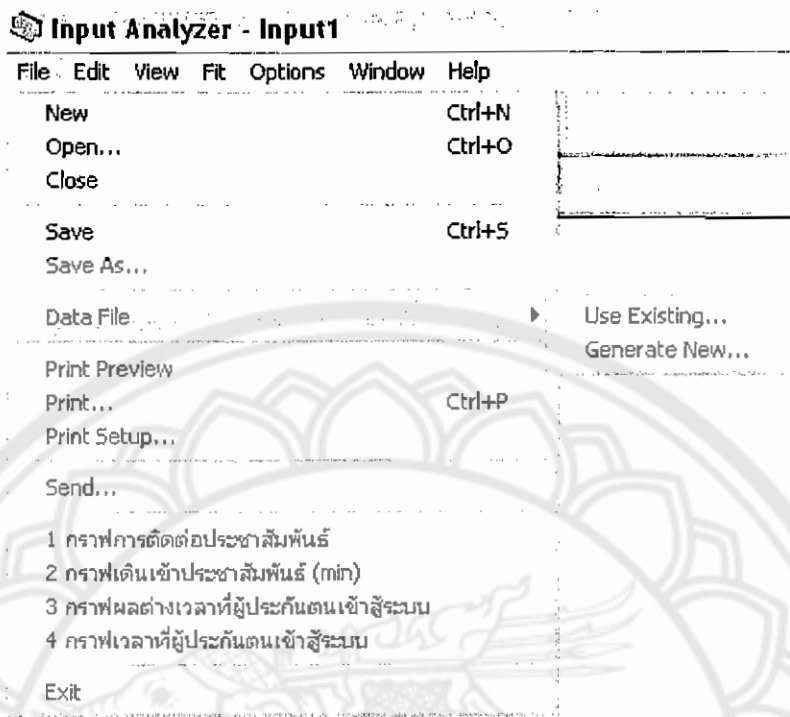 Input Analyzer - Input1
File Edit View Fit Options Window Help
New Ctrl+N
Open... Ctrl+O
Close
Save Ctrl+S
Save As...
Data File Use Existing...
Generate New...
Print Preview
Print... Ctrl+P
Print Setup...
Send...
1 กราฟการติดต่อประชาสัมพันธ์
2 กราฟเดินเข้าประชาสัมพันธ์ (min)
3 กราฟผลต่างเวลาที่ผู้ประกันตนเข้าสู่ระบบ
4 กราฟเวลาที่ผู้ประกันตนเข้าสู่ระบบ
Exit